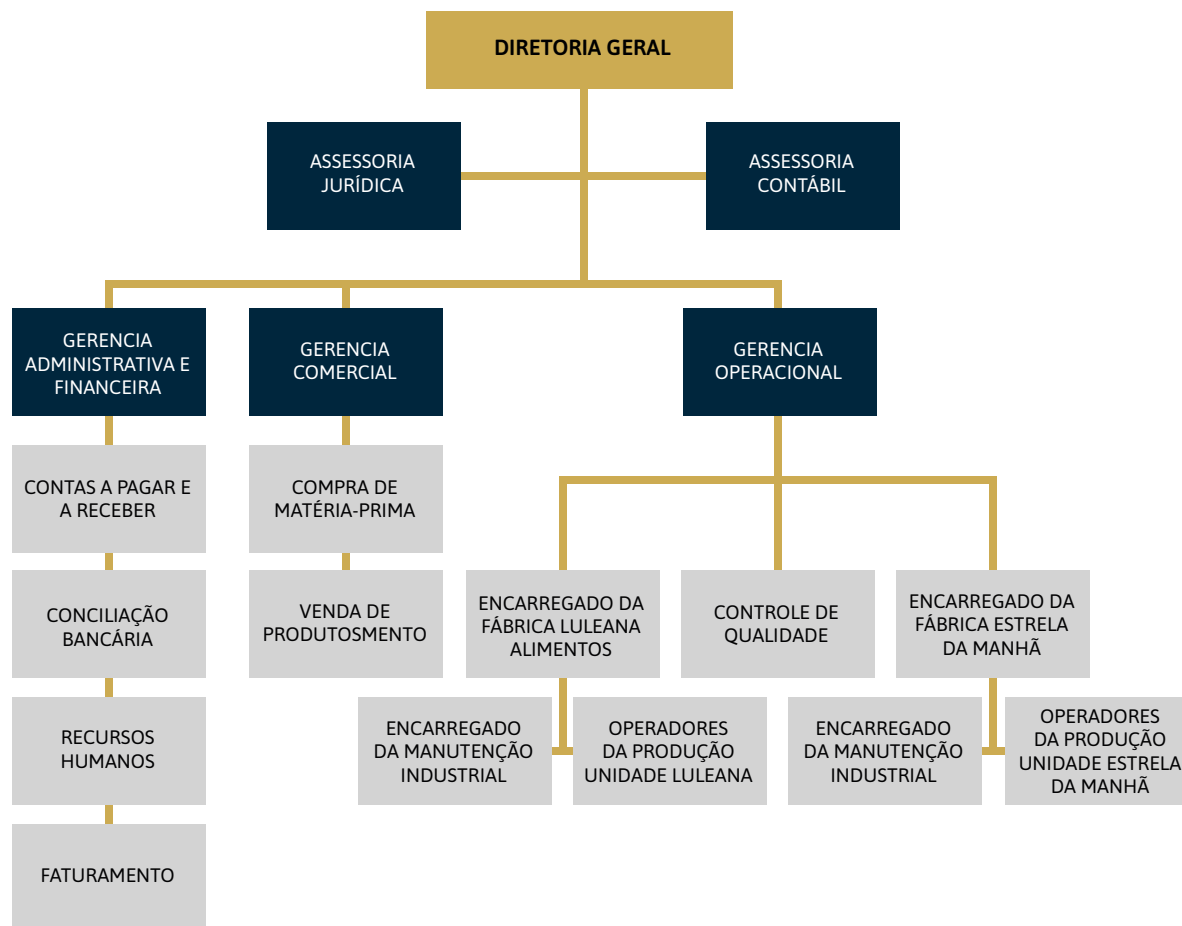 DIRETORIA GERAL
ASSESSORIA
JURÍDICA
ASSESSORIA
CONTÁBIL
GERENCIA
ADMINISTRATIVA E
FINANCEIRA
GERENCIA
COMERCIAL
GERENCIA
OPERACIONAL
CONTAS A PAGAR E
A RECEBER
COMPRA DE
MATÉRIA-PRIMA
CONCILIAÇÃO
BANCÁRIA
VENDA DE
PRODUTOSMENTO
ENCARREGADO DA
FÁBRICA LULEANA
ALIMENTOS
CONTROLE DE
QUALIDADE
ENCARREGADO DA
FÁBRICA ESTRELA
DA MANHÃ
RECURSOS
HUMANOS
ENCARREGADO
DA MANUTENÇÃO
INDUSTRIAL
OPERADORES
DA PRODUÇÃO
UNIDADE LULEANA
ENCARREGADO
DA MANUTENÇÃO
INDUSTRIAL
OPERADORES
DA PRODUÇÃO
UNIDADE ESTRELA
DA MANHÃ
FATURAMENTO